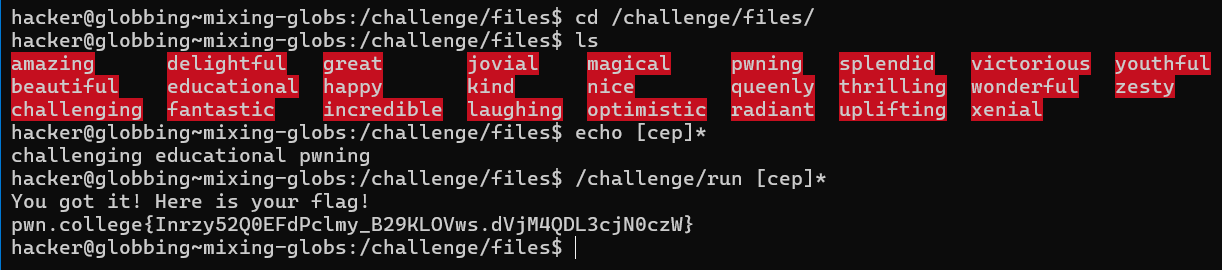 hacker@globbing~mixing-globs:/challenge/files$ cd /challenge/files/
hacker@globbing~mixing-globs:/challenge/files$ ls
amazing delightful great jovial magical pwning splendid victorious youthful
beautiful educational happy kind nice queenly thrilling wonderful zesty
challenging fantastic incredible laughing optimistic radiant uplifting xenial
hacker@globbing~mixing-globs:/challenge/files$ echo [cep]*
challenging educational pwning
hacker@globbing~mixing-globs:/challenge/files$ /challenge/run [cep]*
You got it! Here is your flag!
pwn.college{Inrzy52Q0EFdPclmy_B29KLOVws.dVjM4QDL3cjN0czW}
hacker@globbing~mixing-globs:/challenge/files$